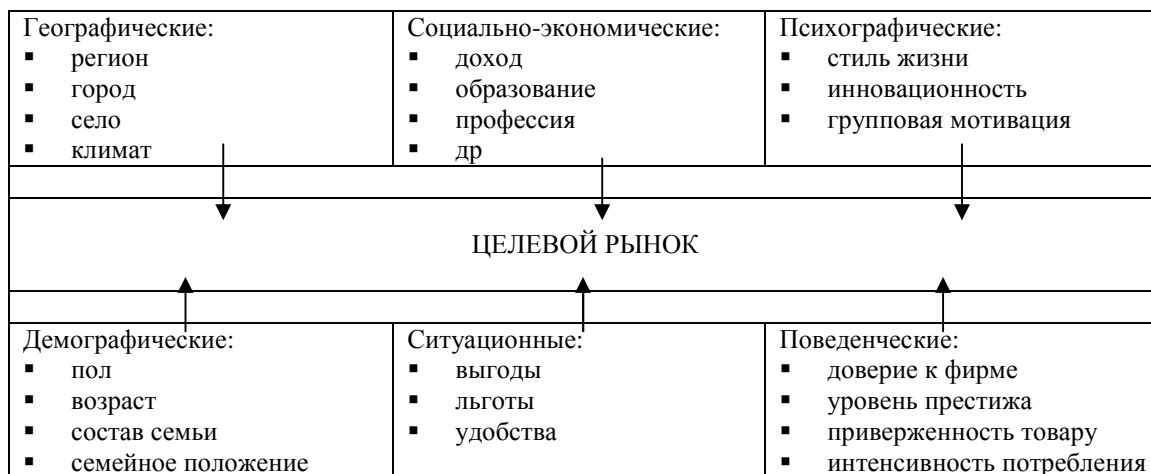 Географические:
▪ регион
▪ город
▪ село
▪ климат
Социально-экономические:
▪ доход
▪ образование
▪ профессия
▪ др
Психографические:
▪ стиль жизни
▪ инновационность
▪ групповая мотивация
ЦЕЛЕВОЙ РЫНОК
Демографические:
▪ пол
▪ возраст
▪ состав семьи
▪ семейное положение
Ситуационные:
▪ выгоды
▪ льготы
▪ удобства
Поведенческие:
▪ доверие к фирме
▪ уровень престижа
▪ приверженность товару
▪ интенсивность потребления